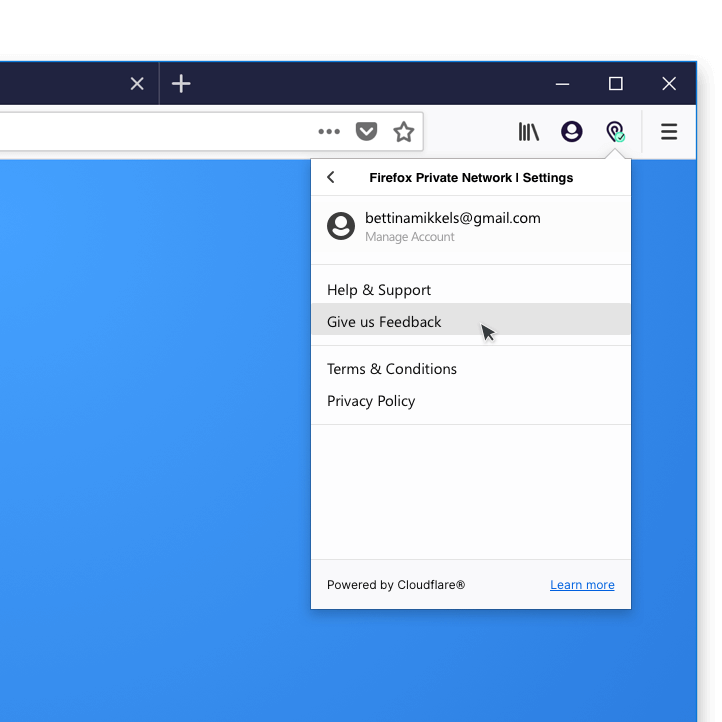 Firefox Private Network | Settings
bettinamikkels@gmail.com
Manage Account
Help & Support
Give us Feedback
Terms & Conditions
Privacy Policy
Powered by Cloudflare®
Learn more